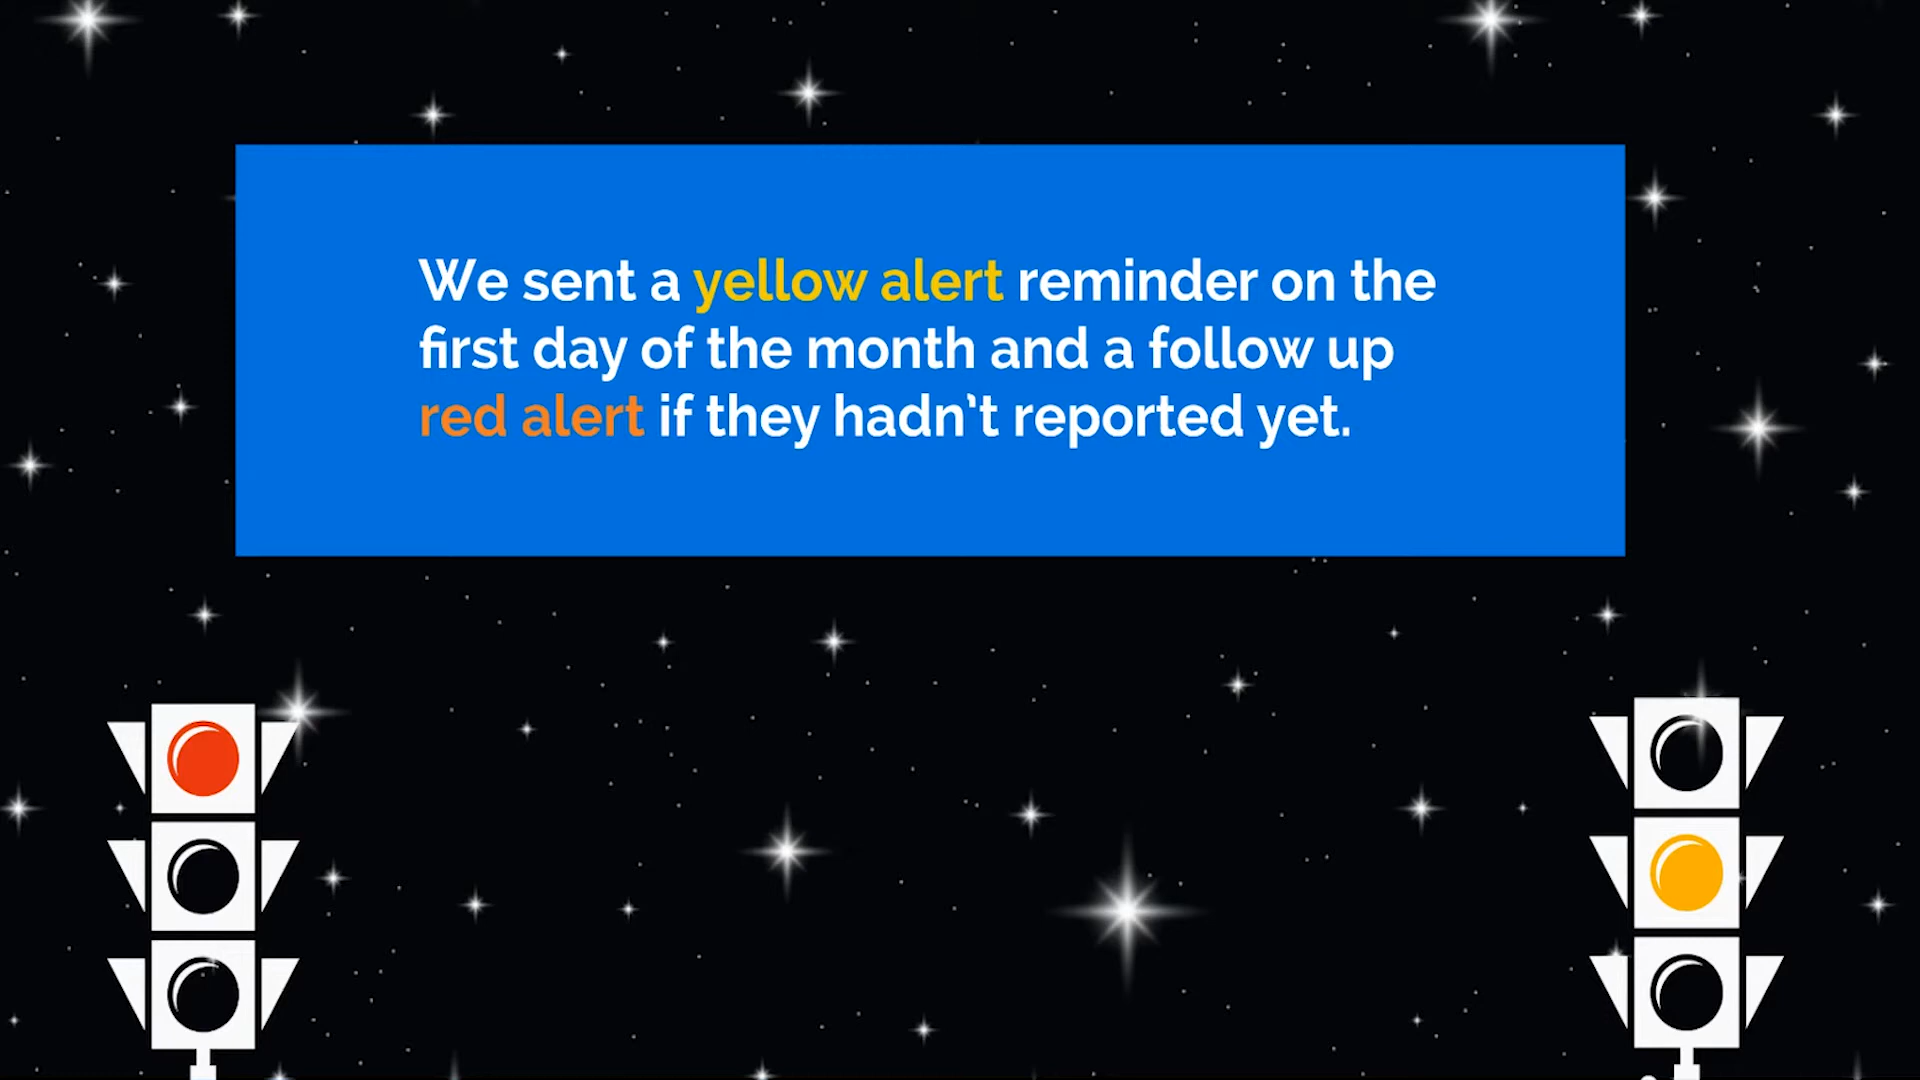 We sent a yellow alert reminder on the
first day of the month and a follow up
red alert if they hadn’t reported yet.